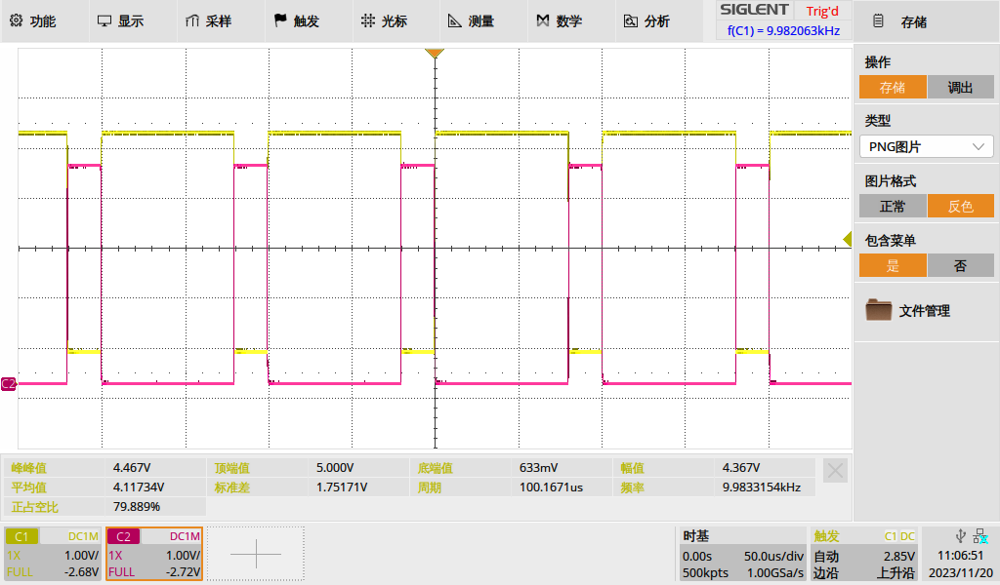 功能 显示 采样 触发 光标 测量 数学 分析
SIGLENT Trig'd
f(C1) = 9.982063kHz
存储
操作
存储 调出
类型
PNG图片
图片格式
正常 反色
包含菜单
是 否
文件管理
C2
峰峰值 4.467V 顶端值 5.000V 底端值 633mV 幅值 4.367V
平均值 4.11734V 标准差 1.75171V 周期 100.1671us 频率 9.9833154kHz
正占空比 79.889%
C1 DC1M
1X 1.00V/
FULL -2.68V
C2 DC1M
1X 1.00V/
FULL -2.72V
时基
0.00s 50.0us/div
500kpts 1.00GSa/s
触发 C1 DC
自动 2.85V
边沿 上升沿
11:06:51
2023/11/20